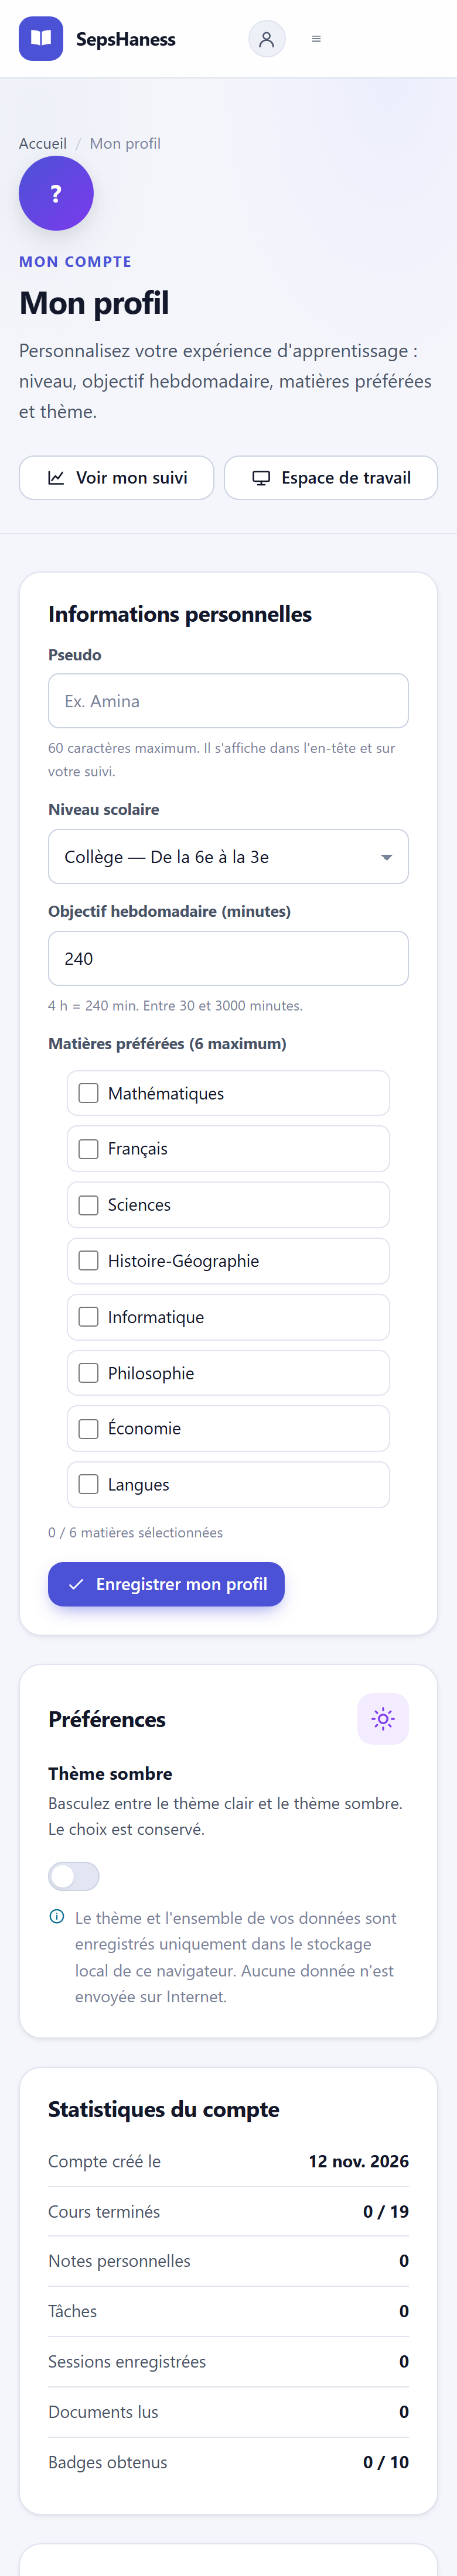 SepsHaness
Accueil / Mon profil
?
MON COMPTE
Mon profil
Personnalisez votre expérience d'apprentissage :
niveau, objectif hebdomadaire, matières préférées
et thème.
Voir mon suivi
Espace de travail
Informations personnelles
Pseudo
Ex. Amina
60 caractères maximum. Il s'affiche dans l'en-tête et sur
votre suivi.
Niveau scolaire
Collège — De la 6e à la 3e
Objectif hebdomadaire (minutes)
240
4 h = 240 min. Entre 30 et 3000 minutes.
Matières préférées (6 maximum)
Mathématiques
Français
Sciences
Histoire-Géographie
Informatique
Philosophie
Économie
Langues
0 / 6 matières sélectionnées
Enregistrer mon profil
Préférences
Thème sombre
Basculez entre le thème clair et le thème sombre.
Le choix est conservé.
Le thème et l'ensemble de vos données sont
enregistrés uniquement dans le stockage
local de ce navigateur. Aucune donnée n'est
envoyée sur Internet.
Statistiques du compte
Compte créé le 12 nov. 2026
Cours terminés 0 / 19
Notes personnelles 0
Tâches 0
Sessions enregistrées 0
Documents lus 0
Badges obtenus 0 / 10